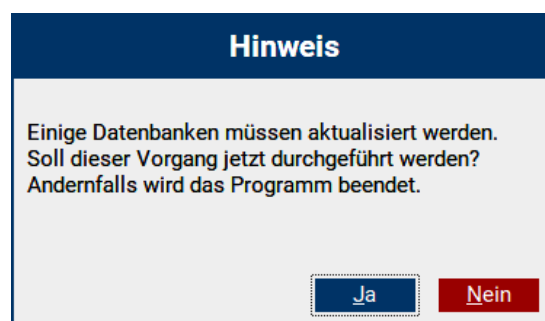 Hinweis
Einige Datenbanken müssen aktualisiert werden.
Soll dieser Vorgang jetzt durchgeführt werden?
Andernfalls wird das Programm beendet.
Ja
Nein